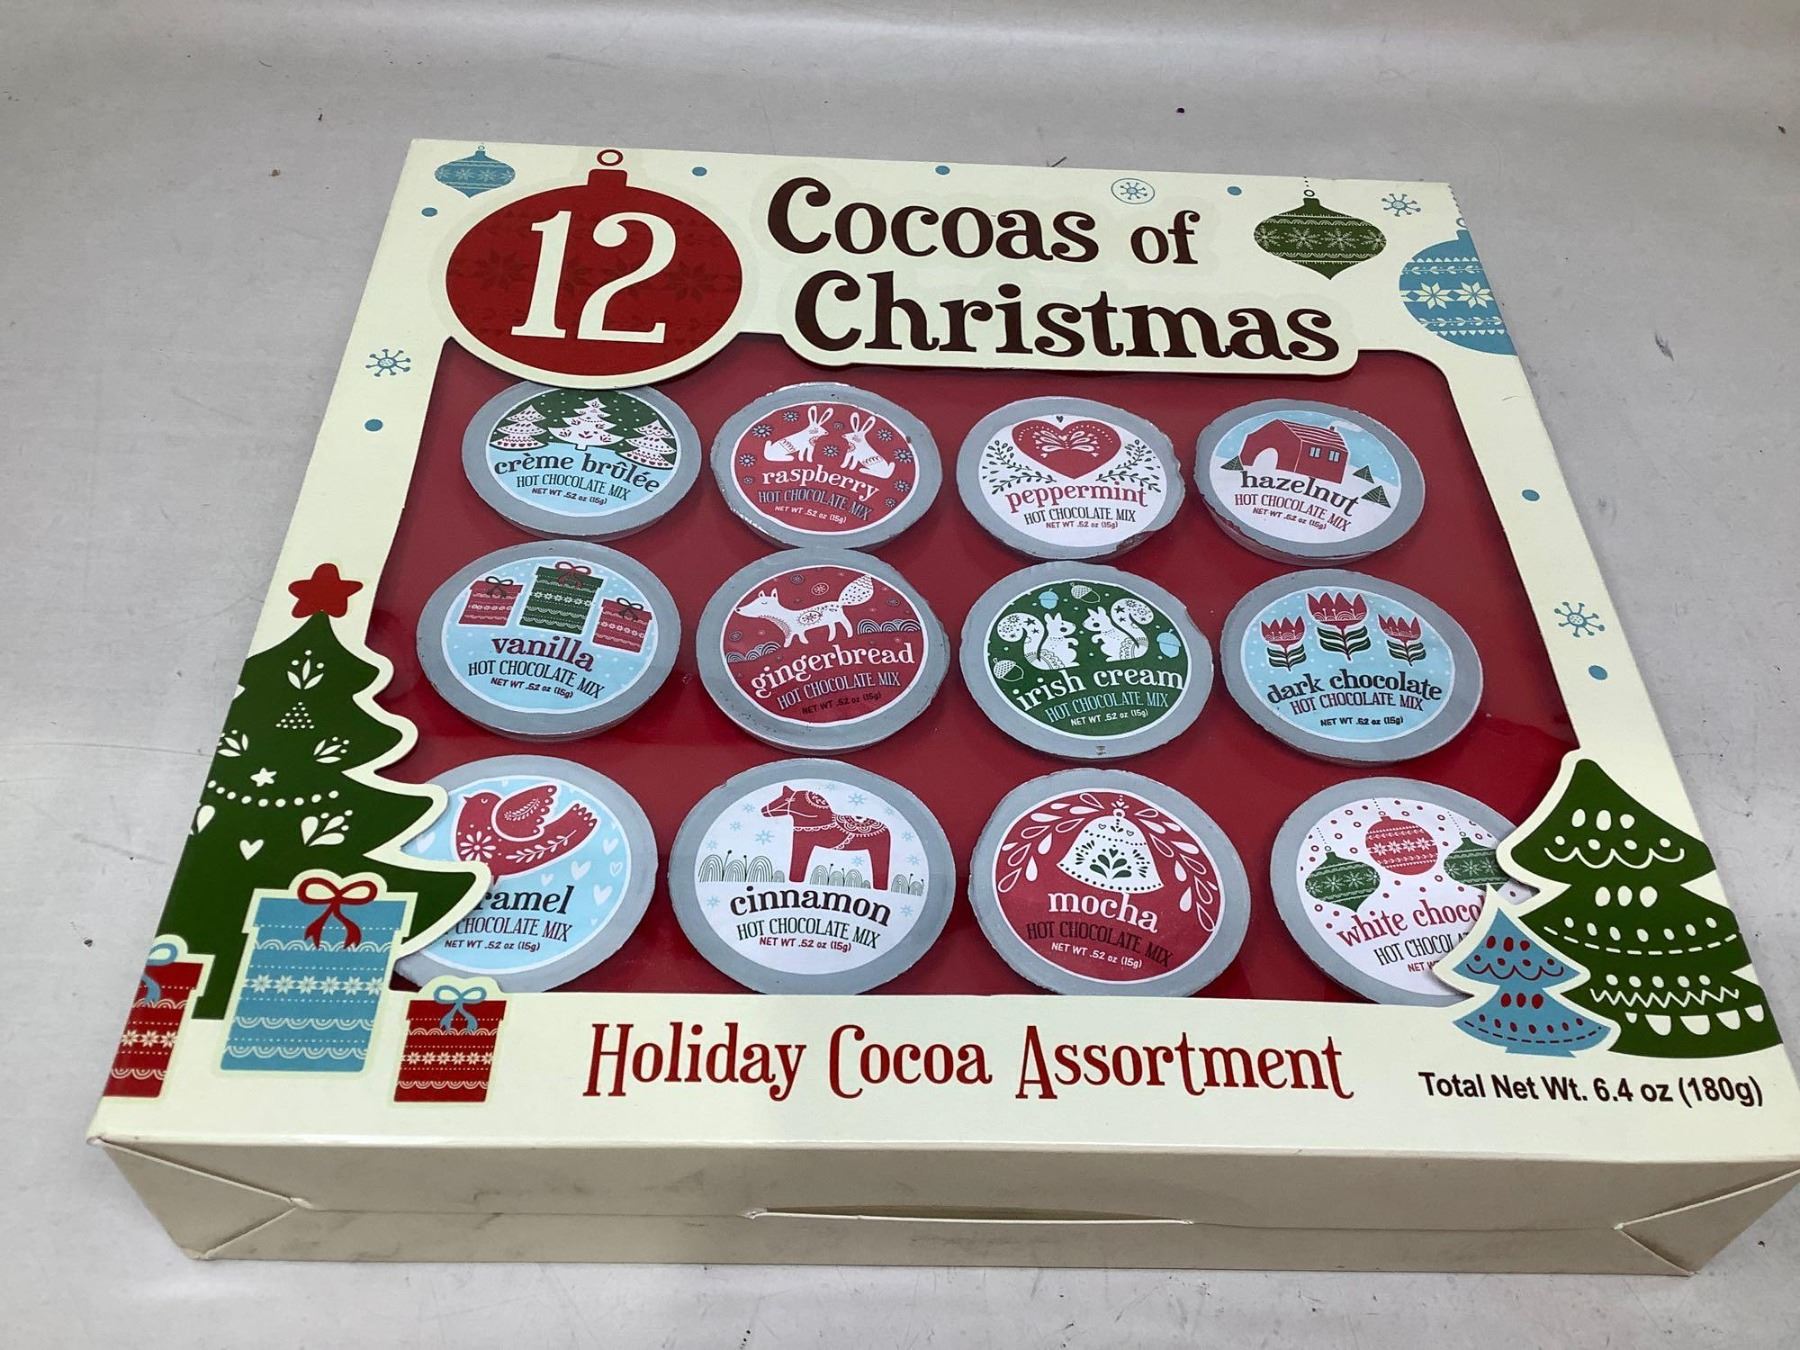 12
Cocoas of
Christmas
crème brûlée
HOT CHOCOLATE MIX
NET WT .52 oz (15g)
raspberry
HOT CHOCOLATE MIX
NET WT .52 oz (15g)
peppermint
HOT CHOCOLATE MIX
NET WT .52 oz (15g)
hazelnut
HOT CHOCOLATE MIX
NET WT .52 oz (15g)
vanilla
HOT CHOCOLATE MIX
NET WT .52 oz (15g)
gingerbread
HOT CHOCOLATE MIX
NET WT .52 oz (15g)
irish cream
HOT CHOCOLATE MIX
NET WT .52 oz (15g)
dark chocolate
HOT CHOCOLATE MIX
NET WT .52 oz (15g)
ramel
CHOCOLATE MIX
NET WT .52 oz (15g)
cinnamon
HOT CHOCOLATE MIX
NET WT .52 oz (15g)
mocha
HOT CHOCOLATE MIX
NET WT .52 oz (15g)
white chocol
HOT CHOCOLA
NET W
Holiday Cocoa Assortment
Total Net Wt. 6.4 oz (180g)